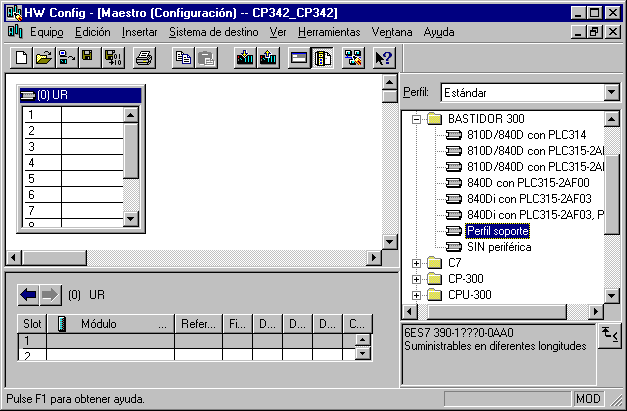 HW Config - [Maestro (Configuración) -- CP342_CP342]
Equipo Edición Insertar Sistema de destino Ver Herramientas Ventana Ayuda
(0) UR
1
2
3
4
5
6
7
8
Perfil: Estándar
BASTIDOR 300
810D/840D con PLC314
810D/840D con PLC315-2AF
810D/840D con PLC315-2AF
840D con PLC315-2AF00
840Di con PLC315-2AF03
840Di con PLC315-2AF03, P
Perfil soporte
SIN periférica
C7
CP-300
CPU-300
(0) UR
Slot Módulo ... Refer... Fi... D... D... D... C...
1
2
6ES7 390-1???0-0AA0
Suministrables en diferentes longitudes
Pulse F1 para obtener ayuda. MOD